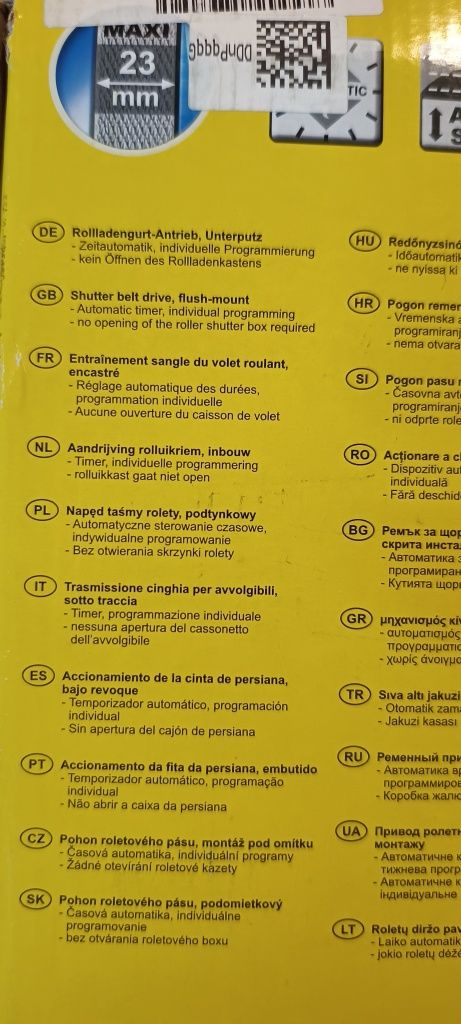 MAXI
23
mm
DDnPqqqG
TIC
DE Rollladengurt-Antrieb, Unterputz
- Zeitautomatik, individuelle Programmierung
- kein Öffnen des Rollladenkastens
GB Shutter belt drive, flush-mount
- Automatic timer, individual programming
- no opening of the roller shutter box required
FR Entraînement sangle du volet roulant,
encastré
- Réglage automatique des durées,
programmation individuelle
- Aucune ouverture du caisson de volet
NL Aandrijving rolluikriem, inbouw
- Timer, individuelle programmering
- rolluikkast gaat niet open
PL Napęd taśmy rolety, podtynkowy
- Automatyczne sterowanie czasowe,
indywidualne programowanie
- Bez otwierania skrzynki rolety
IT Trasmissione cinghia per avvolgibili,
sotto traccia
- Timer, programmazione individuale
- nessuna apertura del cassonetto
dell'avvolgibile
ES Accionamiento de la cinta de persiana,
bajo revoque
- Temporizador automático, programación
individual
- Sin apertura del cajón de persiana
PT Accionamento da fita da persiana, embutido
- Temporizador automático, programação
individual
- Não abrir a caixa da persiana
CZ Pohon roletového pásu, montáž pod omítku
- Časová automatika, individuální programy
- Žádné otevírání roletové kazety
SK Pohon roletového pásu, podomietkový
- Časová automatika, individuálne
programovanie
- bez otvárania roletového boxu
HU Redőnyzsinó
- Időautomatik
- ne nyissa ki
HR Pogon remer
- Vremenska a
programiranj
- nema otvara
SI Pogon pasu
- Časovna avt
programiranj
- ni odprte role
RO Acționare a c
- Dispozitiv aut
individuală
- Fără deschid
BG Ремък за щор
скрита инста
- Автоматика
програмиран
- Кутията щор
GR μηχανισμός κί
- αυτοματισμός
προγραμματι
- χωρίς άνοιγμ
TR Sıva altı jakuzi
- Otomatik zam
- Jakuzi kasası
RU Ременный при
- Автоматика в
программиров
- Коробка жалю
UA Привод ролет
монтажу
- Автоматичне к
тижнева прогр
- Автоматичне к
індивідуальне
LT Roletų diržo pav
- Laiko automatik
- jokio roletų dėž